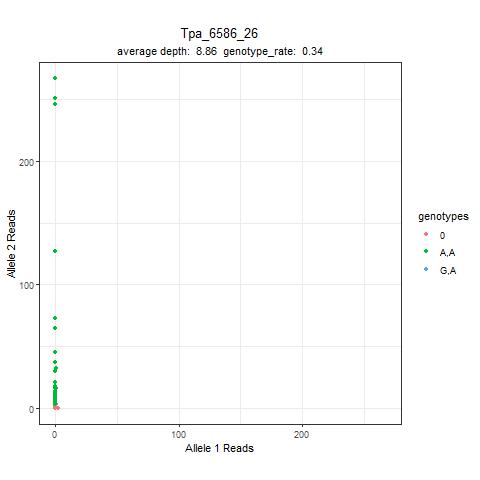 Tpa_6586_26
average depth:  8.86  genotype_rate:  0.34
Allele 2 Reads
200
100
0
0
100
200
Allele 1 Reads
genotypes
0
A,A
G,A